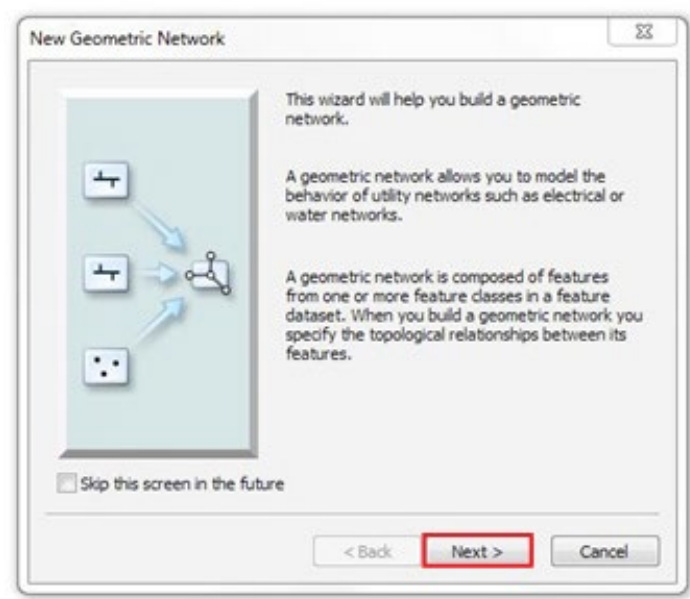 New Geometric Network
This wizard will help you build a geometric
network.
A geometric network allows you to model the
behavior of utility networks such as electrical or
water networks.
A geometric network is composed of features
from one or more feature classes in a feature
dataset. When you build a geometric network you
specify the topological relationships between its
features.
Skip this screen in the future
< Back Next > Cancel